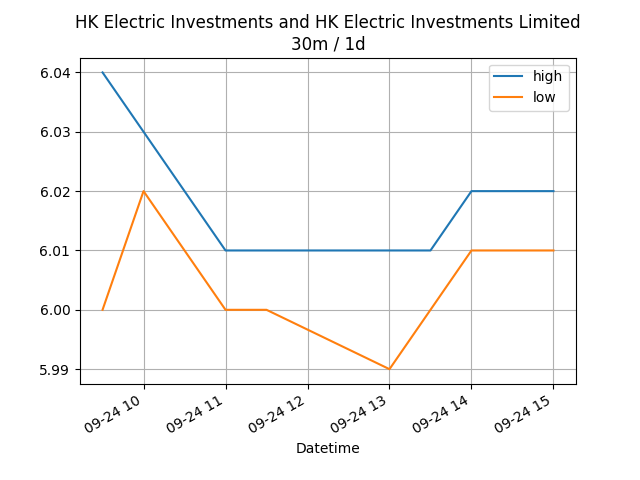 HK Electric Investments and HK Electric Investments Limited
30m / 1d
high
low
6.04
6.03
6.02
6.01
6.00
5.99
09-24 10
09-24 11
09-24 12
09-24 13
09-24 14
09-24 15
Datetime